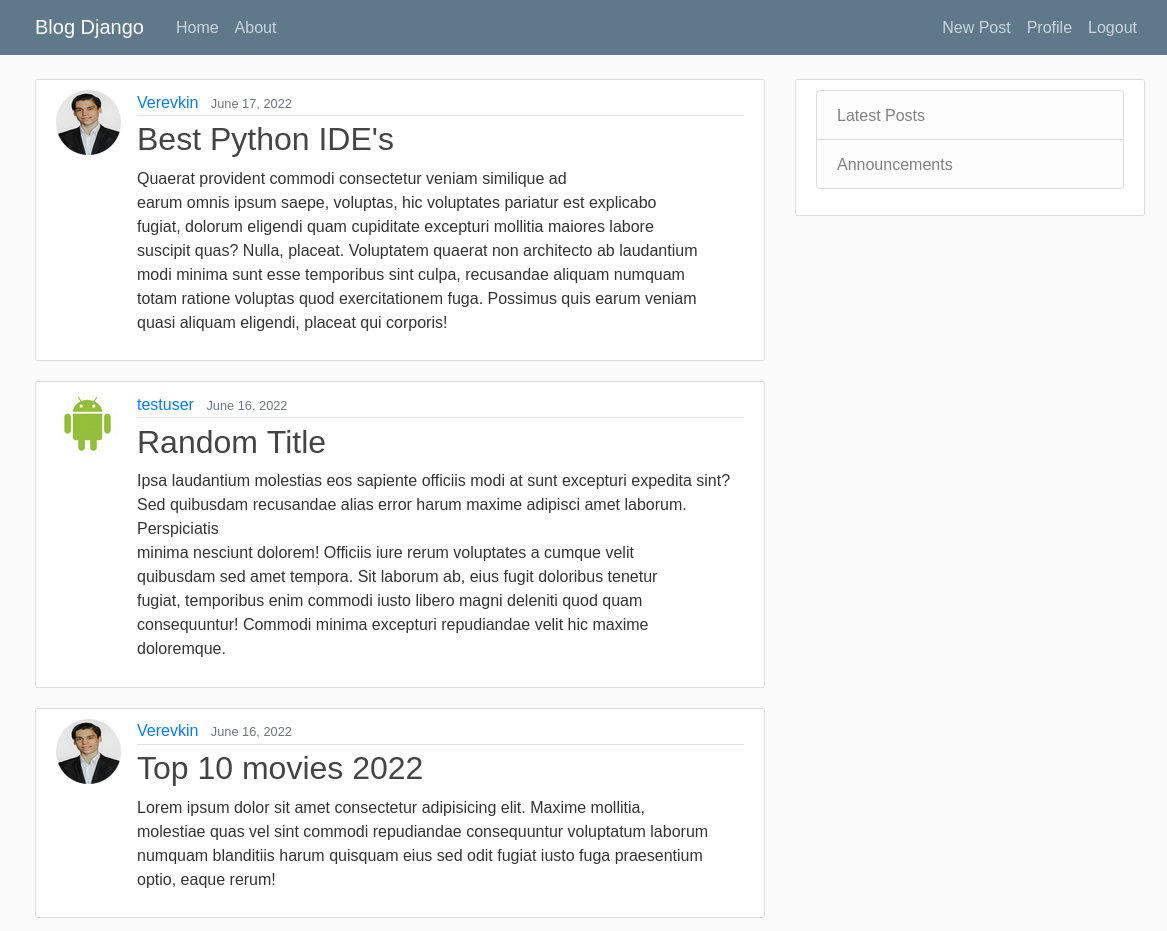 Blog Django Home About New Post Profile Logout
Verevkin June 17, 2022
Best Python IDE's
Quaerat provident commodi consectetur veniam similique ad
earum omnis ipsum saepe, voluptas, hic voluptates pariatur est explicabo
fugiat, dolorum eligendi quam cupiditate excepturi mollitia maiores labore
suscipit quas? Nulla, placeat. Voluptatem quaerat non architecto ab laudantium
modi minima sunt esse temporibus sint culpa, recusandae aliquam numquam
totam ratione voluptas quod exercitationem fuga. Possimus quis earum veniam
quasi aliquam eligendi, placeat qui corporis!
testuser June 16, 2022
Random Title
Ipsa laudantium molestias eos sapiente officiis modi at sunt excepturi expedita sint?
Sed quibusdam recusandae alias error harum maxime adipisci amet laborum.
Perspiciatis
minima nesciunt dolorem! Officiis iure rerum voluptates a cumque velit
quibusdam sed amet tempora. Sit laborum ab, eius fugit doloribus tenetur
fugiat, temporibus enim commodi iusto libero magni deleniti quod quam
consequuntur! Commodi minima excepturi repudiandae velit hic maxime
doloremque.
Verevkin June 16, 2022
Top 10 movies 2022
Lorem ipsum dolor sit amet consectetur adipisicing elit. Maxime mollitia,
molestiae quas vel sint commodi repudiandae consequuntur voluptatum laborum
numquam blanditiis harum quisquam eius sed odit fugiat iusto fuga praesentium
optio, eaque rerum!
Latest Posts
Announcements